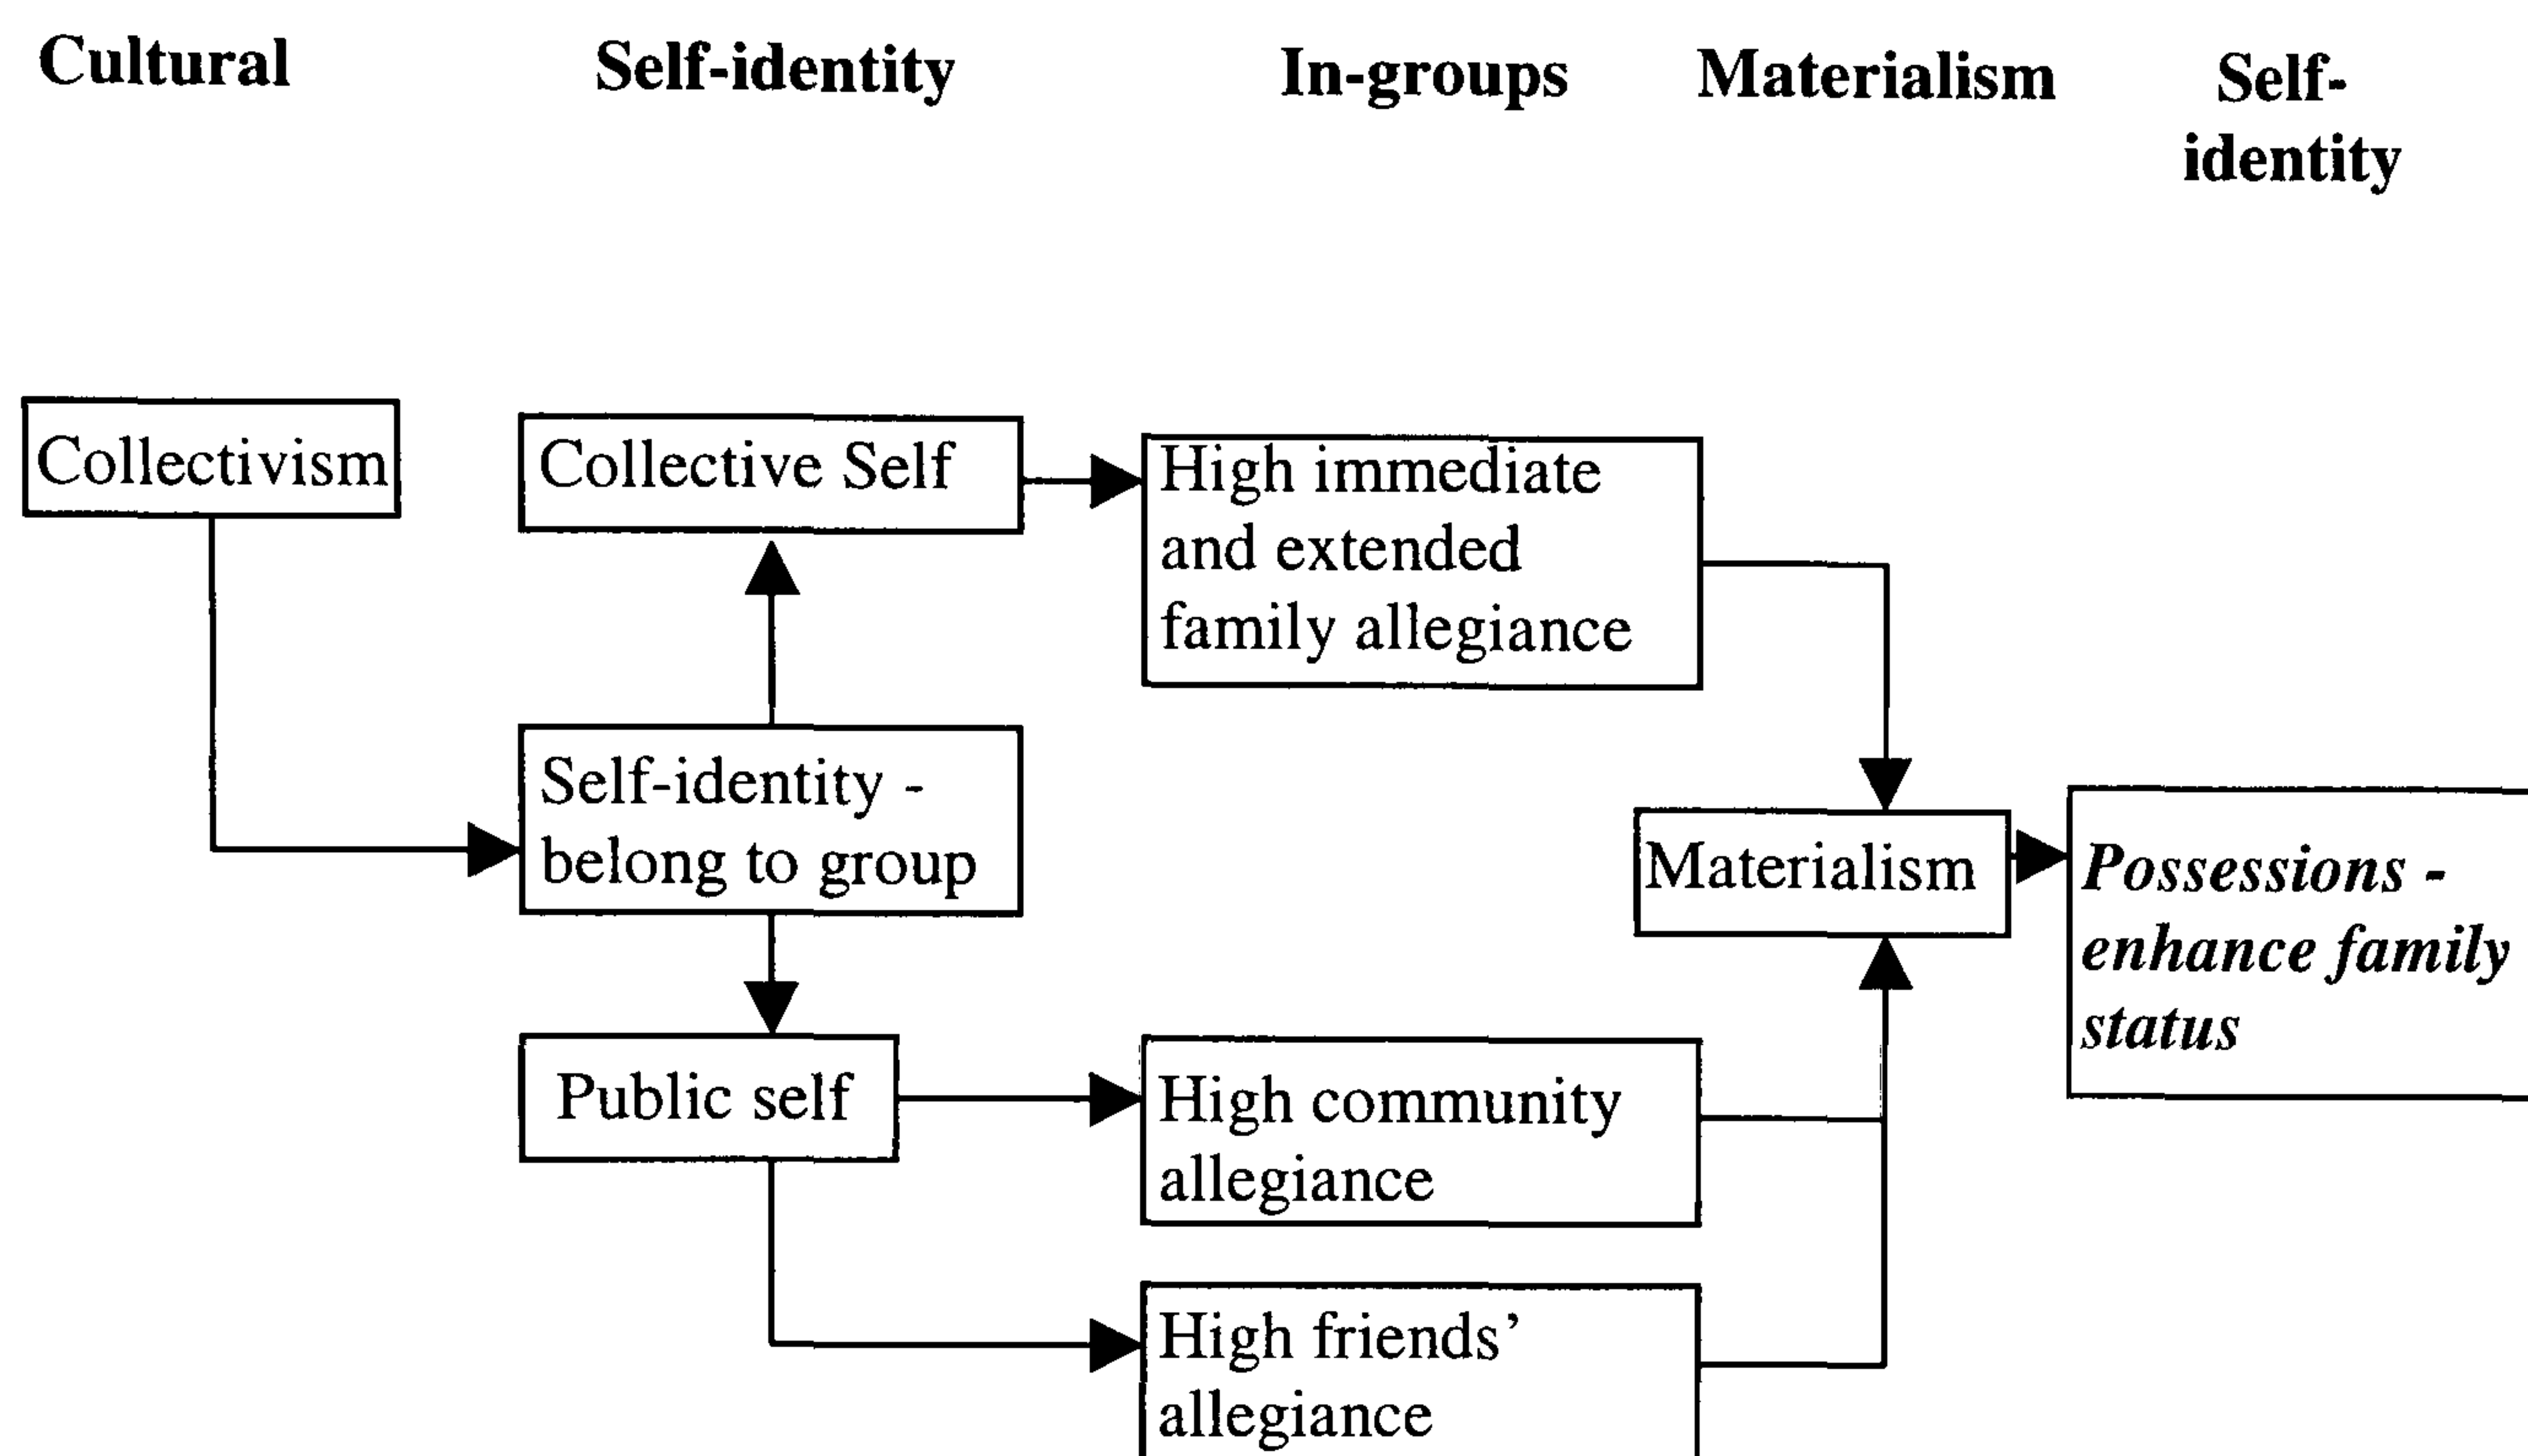 Cultural
Self-identity
In-groups
Materialism
Self-
identity
Collectivism
Collective Self
High immediate
and extended
family allegiance
Self-identity -
belong to group
Materialism
Possessions -
enhance family
status
Public self
High community
allegiance
High friends’
allegiance